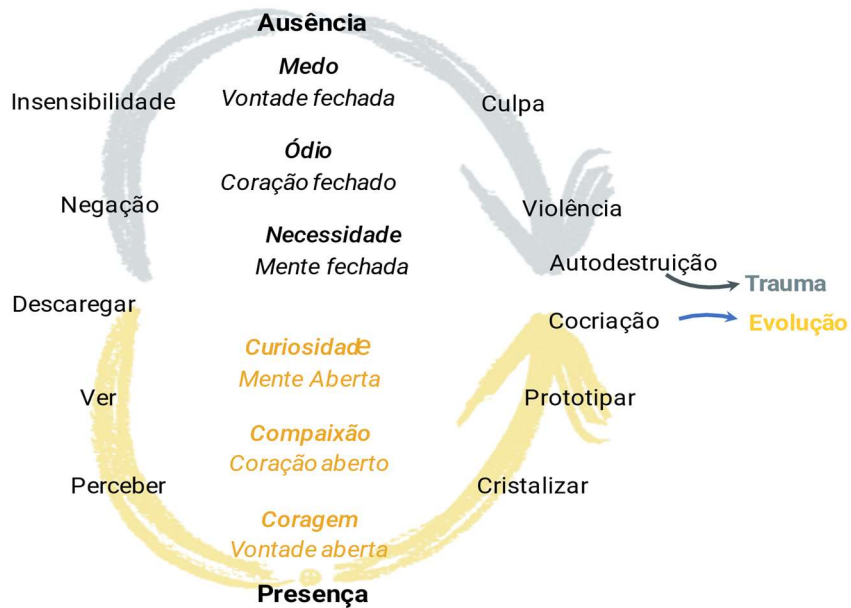 Ausência
Medo
Vontade fechada
Insensibilidade
Culpa
Ódio
Coração fechado
Negação
Violência
Necessidade
Mente fechada
Autodestruição
Trauma
Descaregar
Cocriação
Evolução
Curiosidade
Mente Aberta
Ver
Prototipar
Compaixão
Coração aberto
Perceber
Cristalizar
Coragem
Vontade aberta
Presença